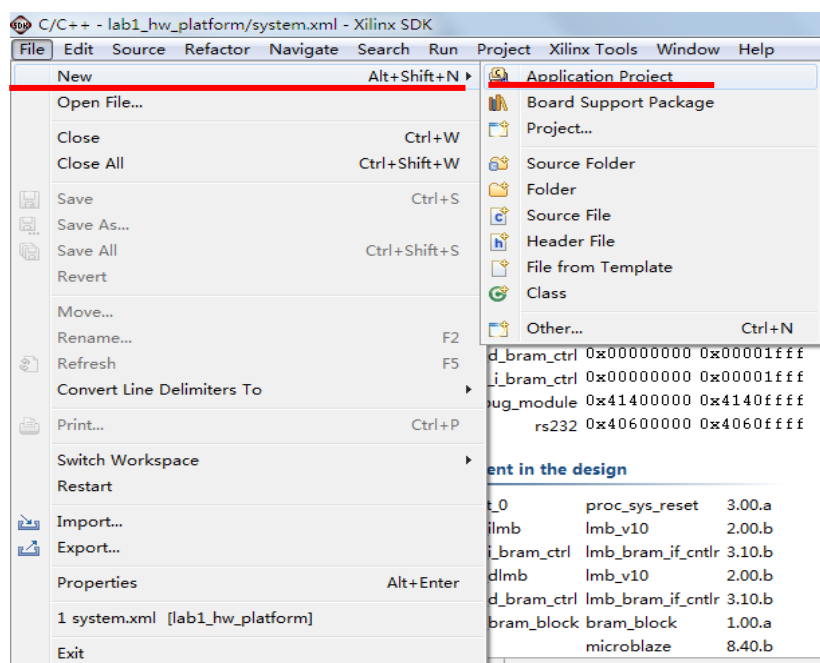 C/C++ - lab1_hw_platform/system.xml - Xilinx SDK
File Edit Source Refactor Navigate Search Run Project Xilinx Tools Window Help
New Alt+Shift+N
Open File...
Close Ctrl+W
Close All Ctrl+Shift+W
Save Ctrl+S
Save As...
Save All Ctrl+Shift+S
Revert
Move...
Rename... F2
Refresh F5
Convert Line Delimiters To
Print... Ctrl+P
Switch Workspace
Restart
Import...
Export...
Properties Alt+Enter
1 system.xml [lab1_hw_platform]
Exit
Application Project
Board Support Package
Project...
Source Folder
Folder
Source File
Header File
File from Template
Class
Other... Ctrl+N
d_bram_ctrl 0x00000000 0x00001fff
_i_bram_ctrl 0x00000000 0x00001fff
ug_module 0x41400000 0x4140ffff
rs232 0x40600000 0x4060ffff
ent in the design
t_0 proc_sys_reset 3.00.a
ilmb lmb_v10 2.00.b
i_bram_ctrl lmb_bram_if_cntlr 3.10.b
dlmb lmb_v10 2.00.b
d_bram_ctrl lmb_bram_if_cntlr 3.10.b
bram_block bram_block 1.00.a
microblaze 8.40.b